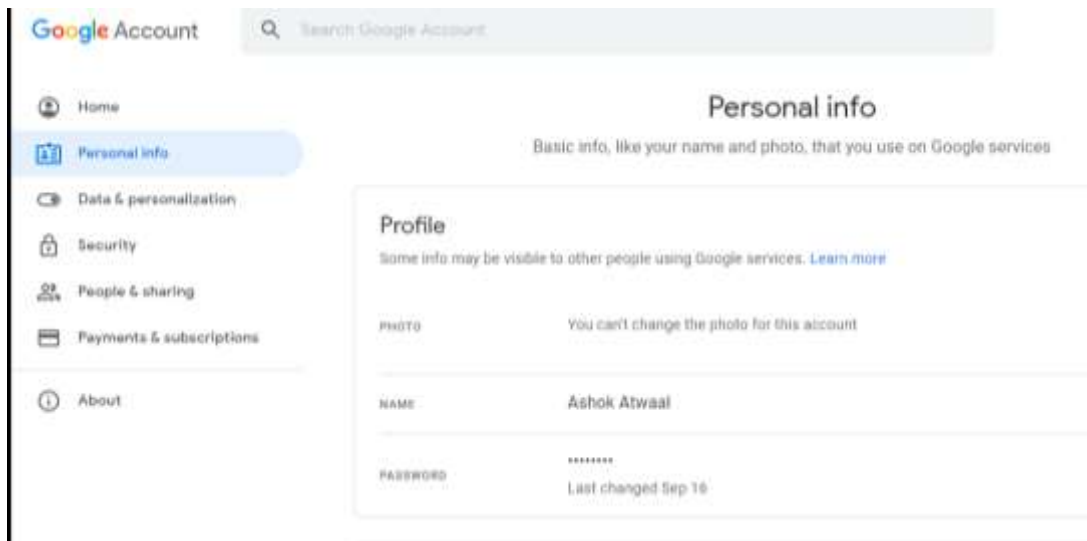 Google Account
Search Google Account
Home
Personal info
Data & personalization
Security
People & sharing
Payments & subscriptions
About
Personal info
Basic info, like your name and photo, that you use on Google services
Profile
Some info may be visible to other people using Google services. Learn more
PHOTO You can't change the photo for this account
NAME Ashok Atwaal
PASSWORD ••••••••
Last changed Sep 16